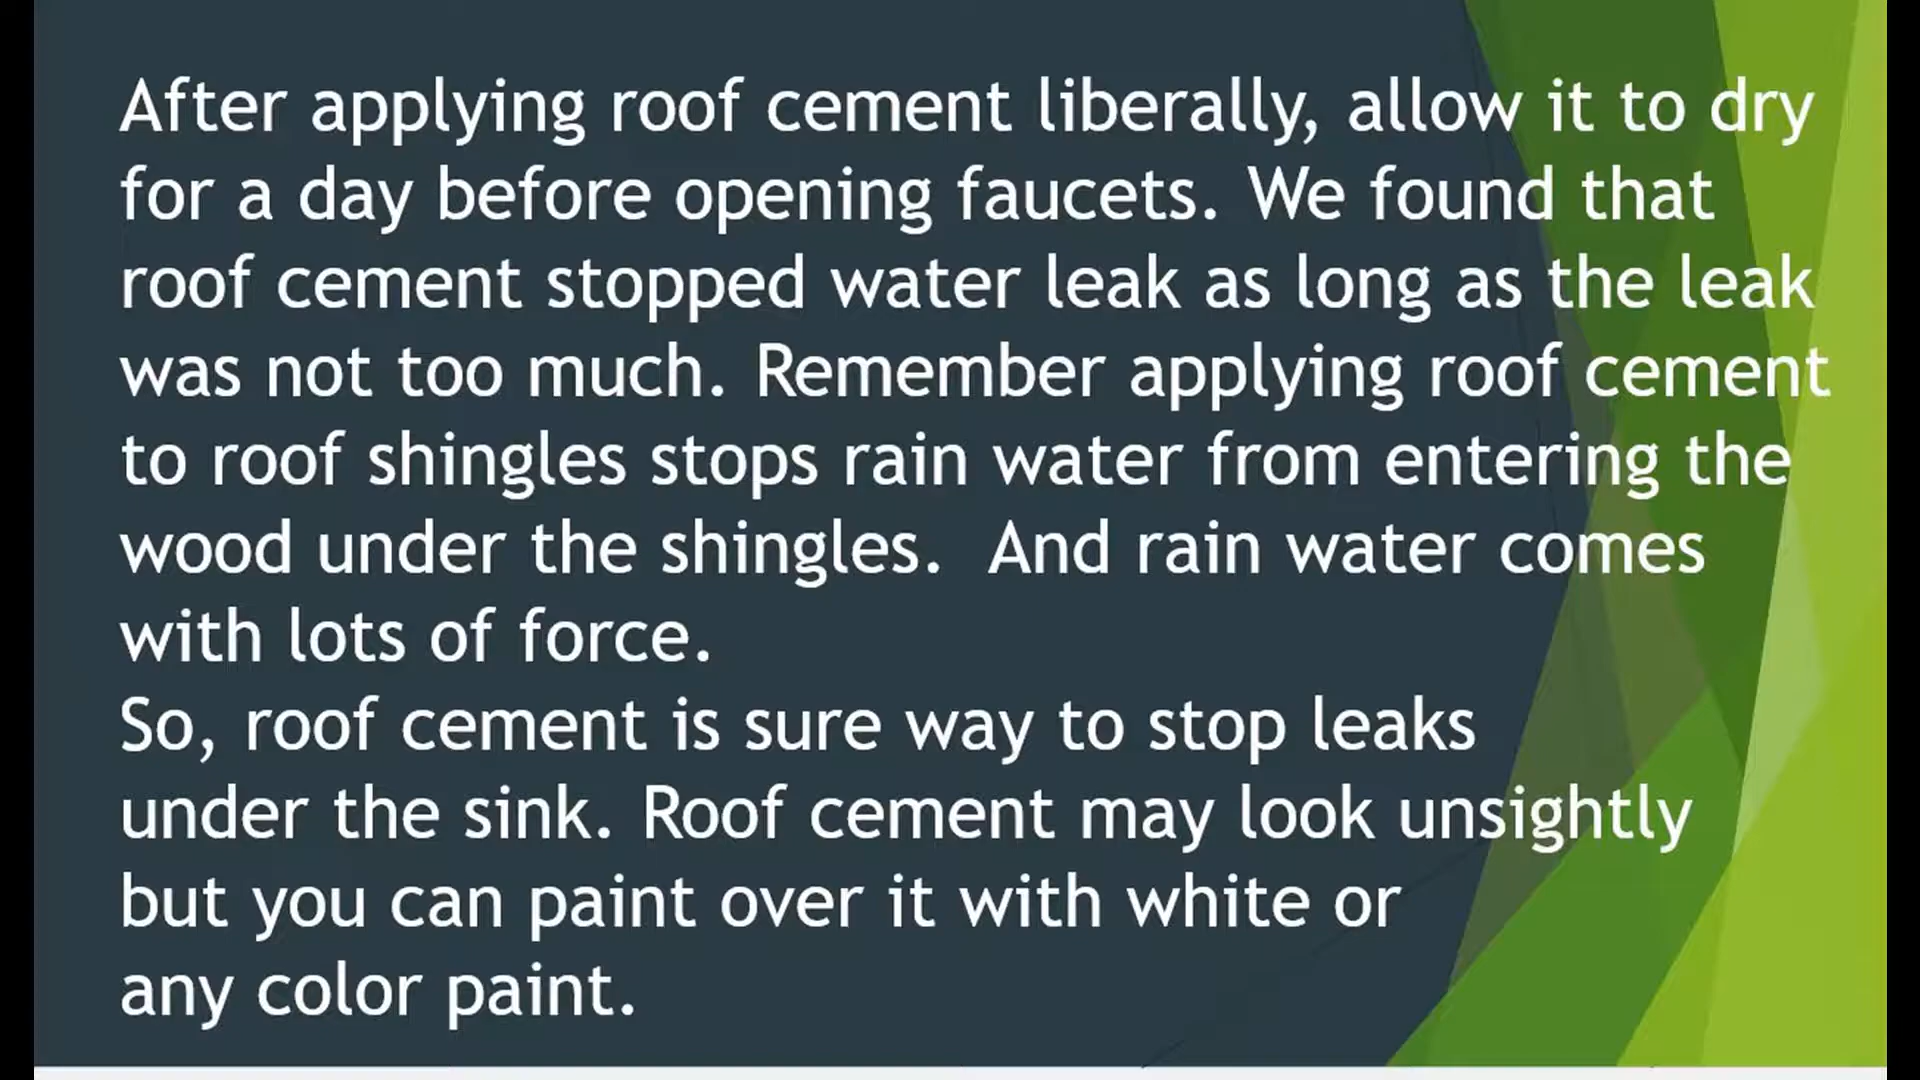 After applying roof cement liberally, allow it to dry
for a day before opening faucets. We found that
roof cement stopped water leak as long as the leak
was not too much. Remember applying roof cement
to roof shingles stops rain water from entering the
wood under the shingles.  And rain water comes
with lots of force.
So, roof cement is sure way to stop leaks
under the sink. Roof cement may look unsightly
but you can paint over it with white or
any color paint.